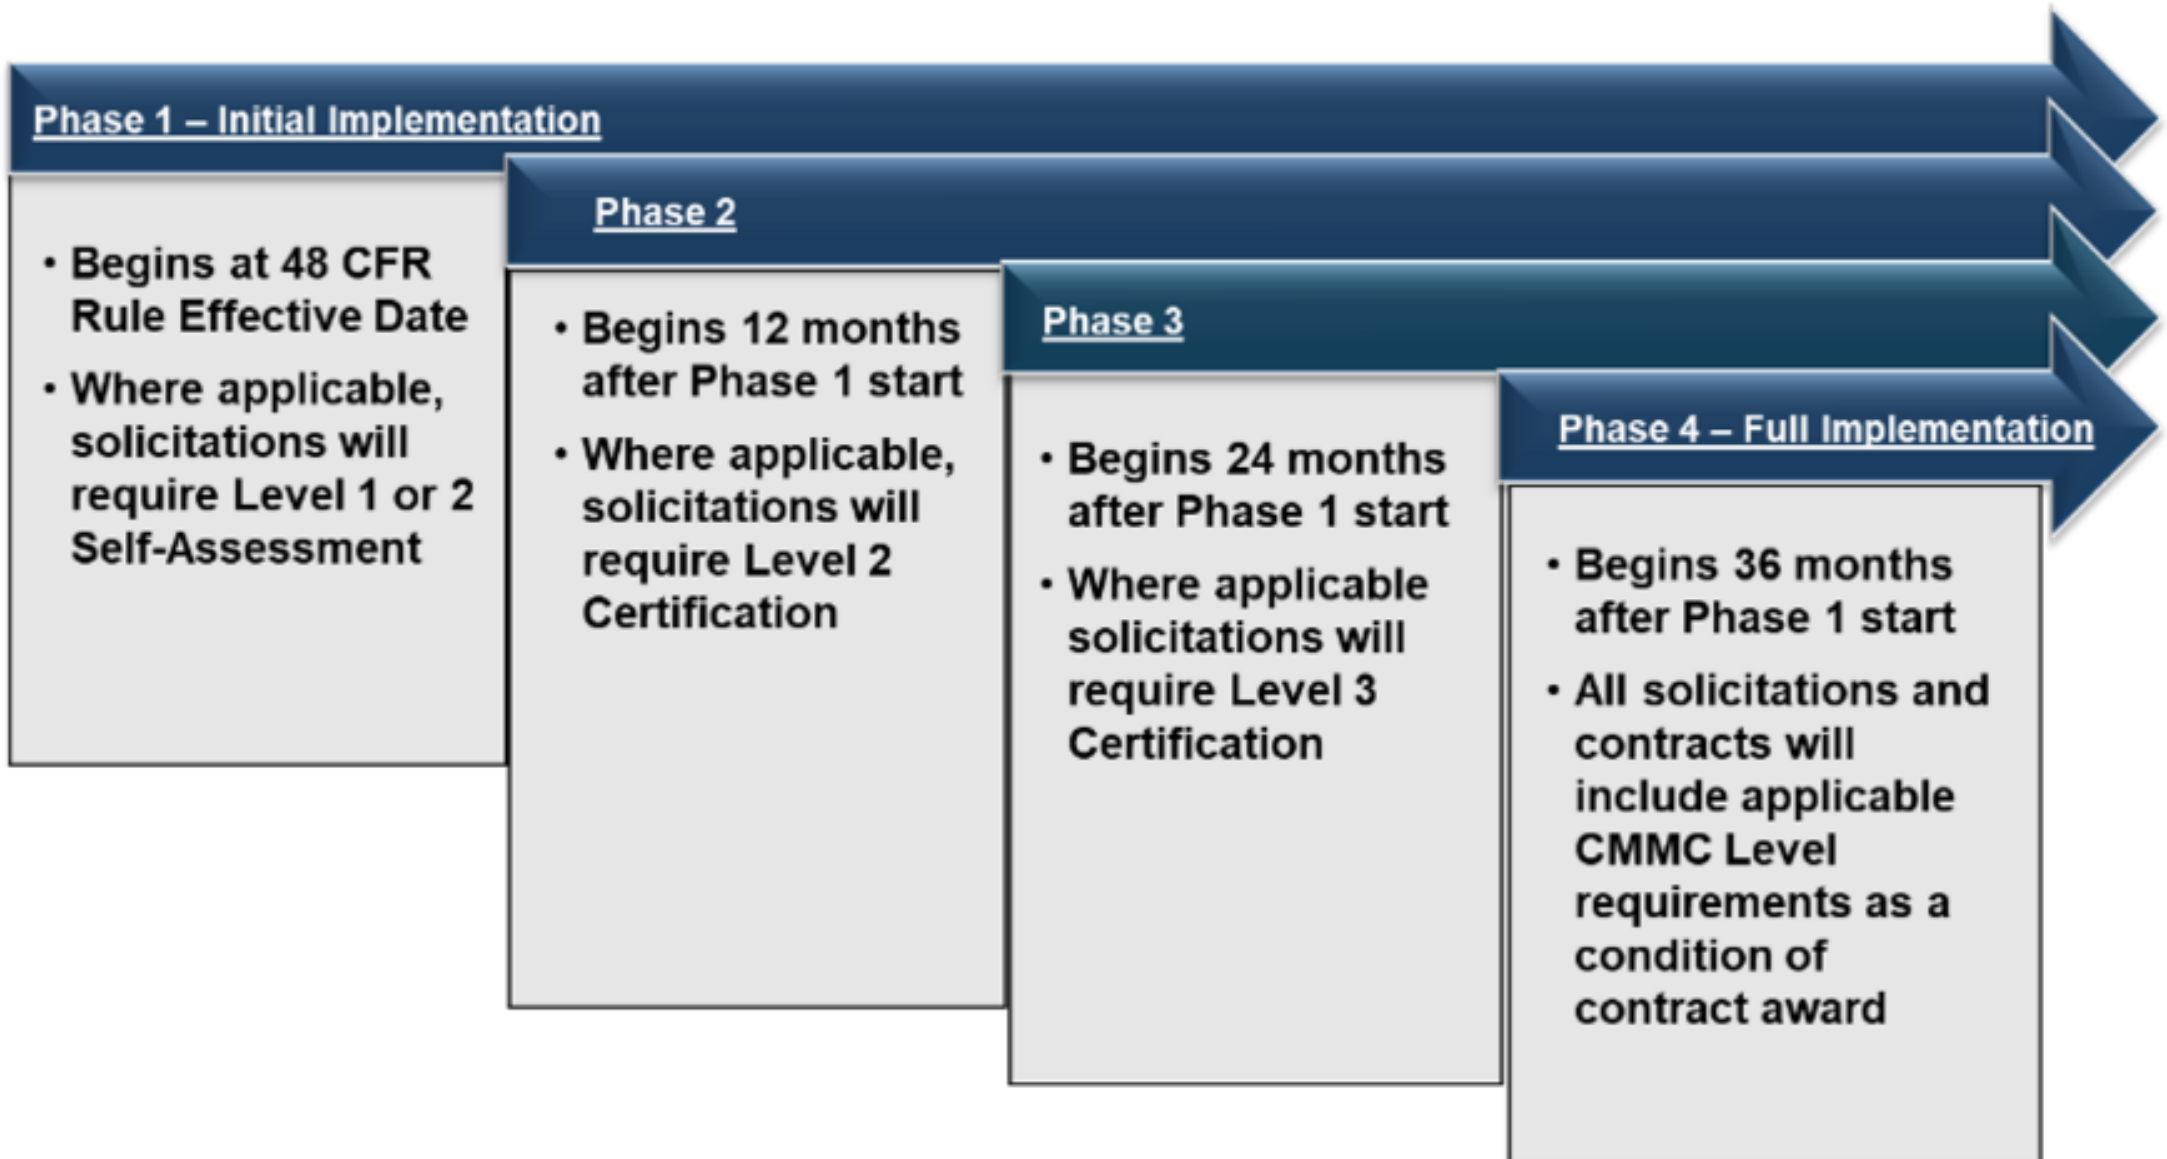 Phase 1 – Initial Implementation
• Begins at 48 CFR
Rule Effective Date
• Where applicable,
solicitations will
require Level 1 or 2
Self-Assessment
Phase 2
• Begins 12 months
after Phase 1 start
• Where applicable,
solicitations will
require Level 2
Certification
Phase 3
• Begins 24 months
after Phase 1 start
• Where applicable
solicitations will
require Level 3
Certification
Phase 4 – Full Implementation
• Begins 36 months
after Phase 1 start
• All solicitations and
contracts will
include applicable
CMMC Level
requirements as a
condition of
contract award